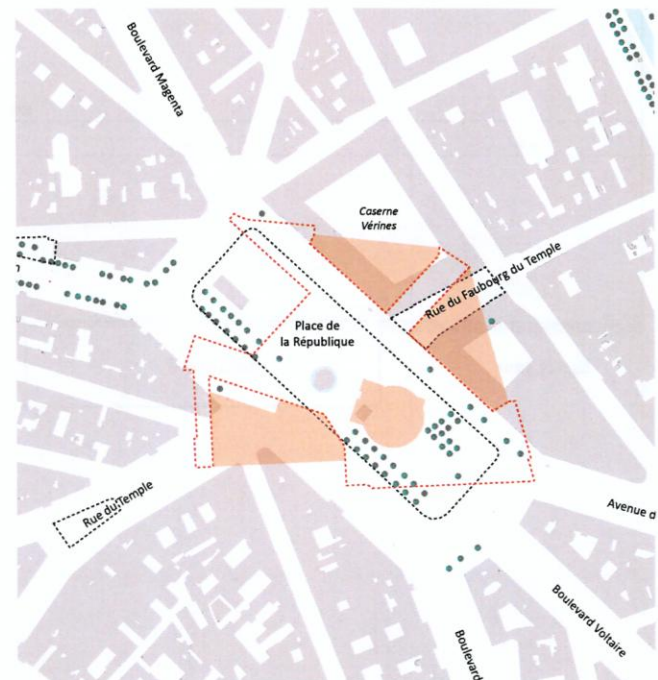 Boulevard Magenta
Caserne
Vérines
n
Rue du Faubourg du Temple
Place de
la République
Rue du Temple
Avenue d
Boulevard Voltaire
Boulevard